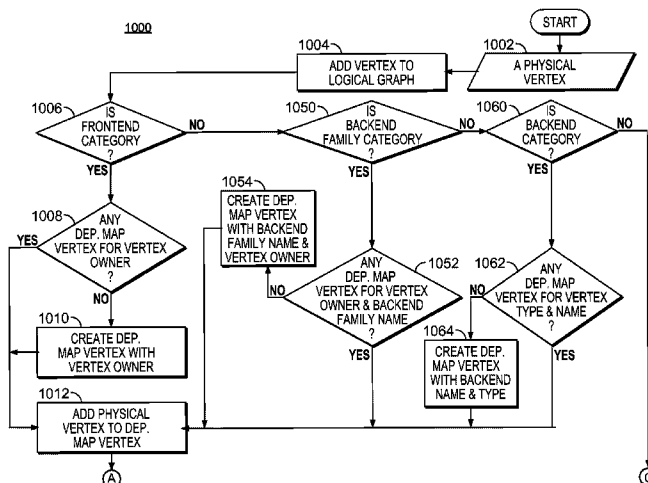 START
1000
1004
ADD VERTEX TO
LOGICAL GRAPH
1002
A PHYSICAL
VERTEX
1006
IS
FRONTEND
CATEGORY
?
NO
YES
1050
IS
BACKEND
FAMILY CATEGORY
?
NO
YES
1060
IS
BACKEND
CATEGORY
?
NO
YES
1008
ANY
DEP. MAP
VERTEX FOR VERTEX
OWNER
?
YES
NO
1054
CREATE DEP.
MAP VERTEX
WITH BACKEND
FAMILY NAME &
VERTEX OWNER
1052
ANY
DEP. MAP
VERTEX FOR VERTEX
OWNER & BACKEND
FAMILY NAME
?
NO
YES
1062
ANY
DEP. MAP
VERTEX FOR VERTEX
TYPE & NAME
?
NO
YES
1010
CREATE DEP.
MAP VERTEX WITH
VERTEX OWNER
1064
CREATE DEP.
MAP VERTEX
WITH BACKEND
NAME & TYPE
1012
ADD PHYSICAL
VERTEX TO DEP.
MAP VERTEX
A